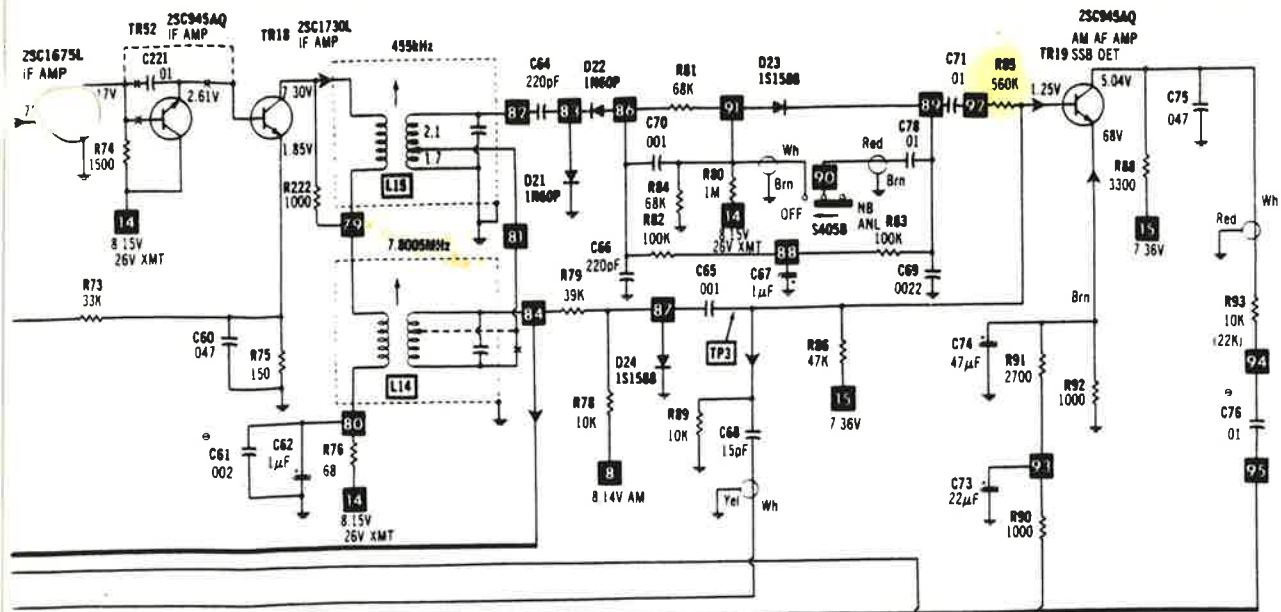 2SC1675L
IF AMP
17V
TR52
2SC945AQ
IF AMP
C221
01
2.61V
R74
1500
14
8 15V
26V XMT
TR18
2SC1730L
IF AMP
7.30V
1.85V
R222
1000
79
455kHz
2.1
1.7
L15
7.8005MHz
81
L14
80
R73
33K
C60
047
R75
150
C61
002
C62
1µF
R76
68
14
8.15V
26V XMT
82
C64
220pF
83
D22
1N60P
86
D21
1N60P
R81
68K
91
D23
1S1588
89
C71
01
92
R85
560K
C70
001
R84
68K
R80
1M
14
8.15V
26V XMT
Wh
Brn
OFF
90
S405B
NB
ANL
Red
Brn
C78
01
R82
100K
88
R83
100K
C66
220pF
C67
1µF
C69
0022
84
R79
39K
87
C65
001
TP3
D24
1S1588
R78
10K
8
8 14V AM
R89
10K
C68
15pF
Yel
Wh
R86
47K
15
7 36V
1.25V
2SC945AQ
AM AF AMP
TR19 SSB DET
5.04V
68V
C75
047
R88
3300
15
7 36V
Brn
C74
47µF
R91
2700
R92
1000
93
C73
22µF
R90
1000
Red
Wh
R93
10K
(22K)
94
C76
01
95